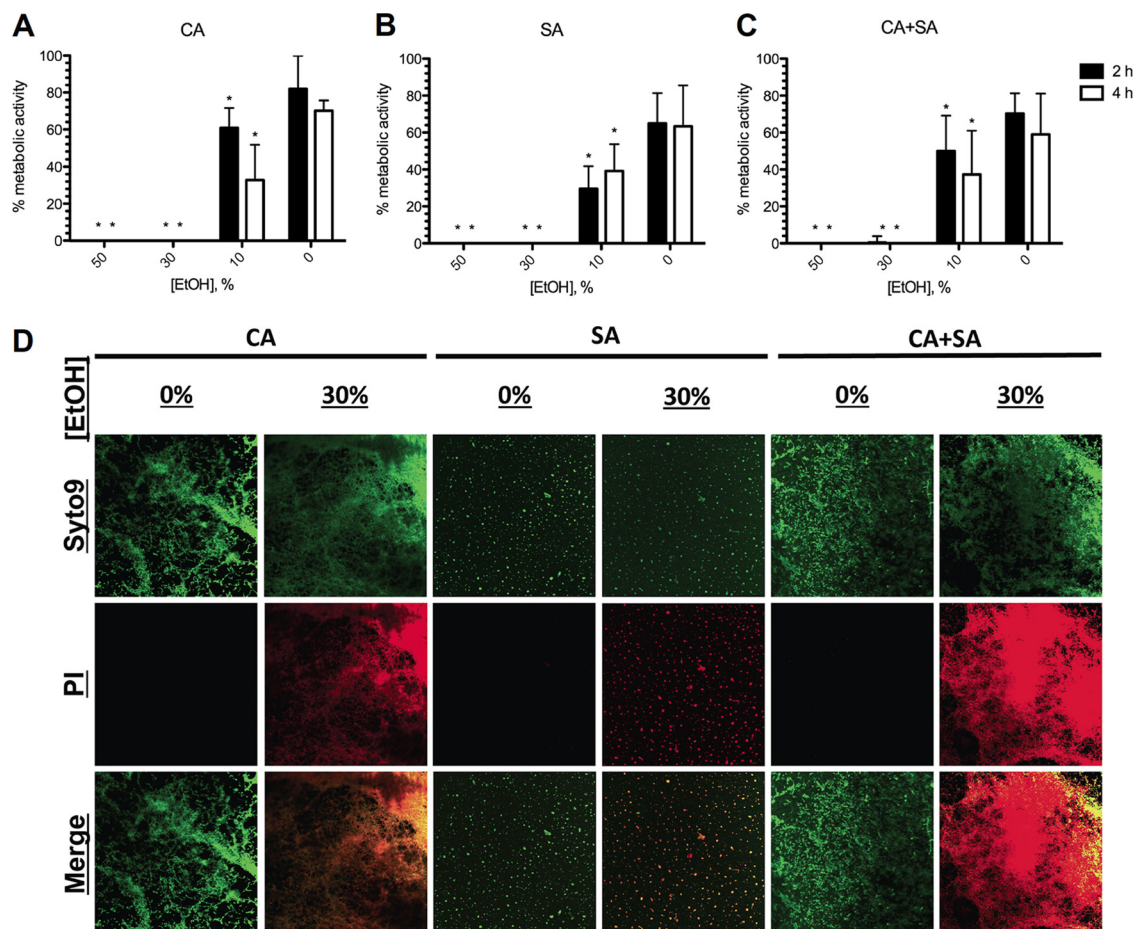 A
CA
% metabolic activity
100
80
60
40
20
0
* *
* *
*
*
50
30
10
0
[EtOH], %
B
SA
% metabolic activity
100
80
60
40
20
0
* *
* *
*
*
50
30
10
0
[EtOH], %
C
CA+SA
% metabolic activity
100
80
60
40
20
0
* *
* *
*
*
50
30
10
0
[EtOH], %
2 h
4 h
D
CA
SA
CA+SA
[EtOH]
0%
30%
0%
30%
0%
30%
Syto9
PI
Merge